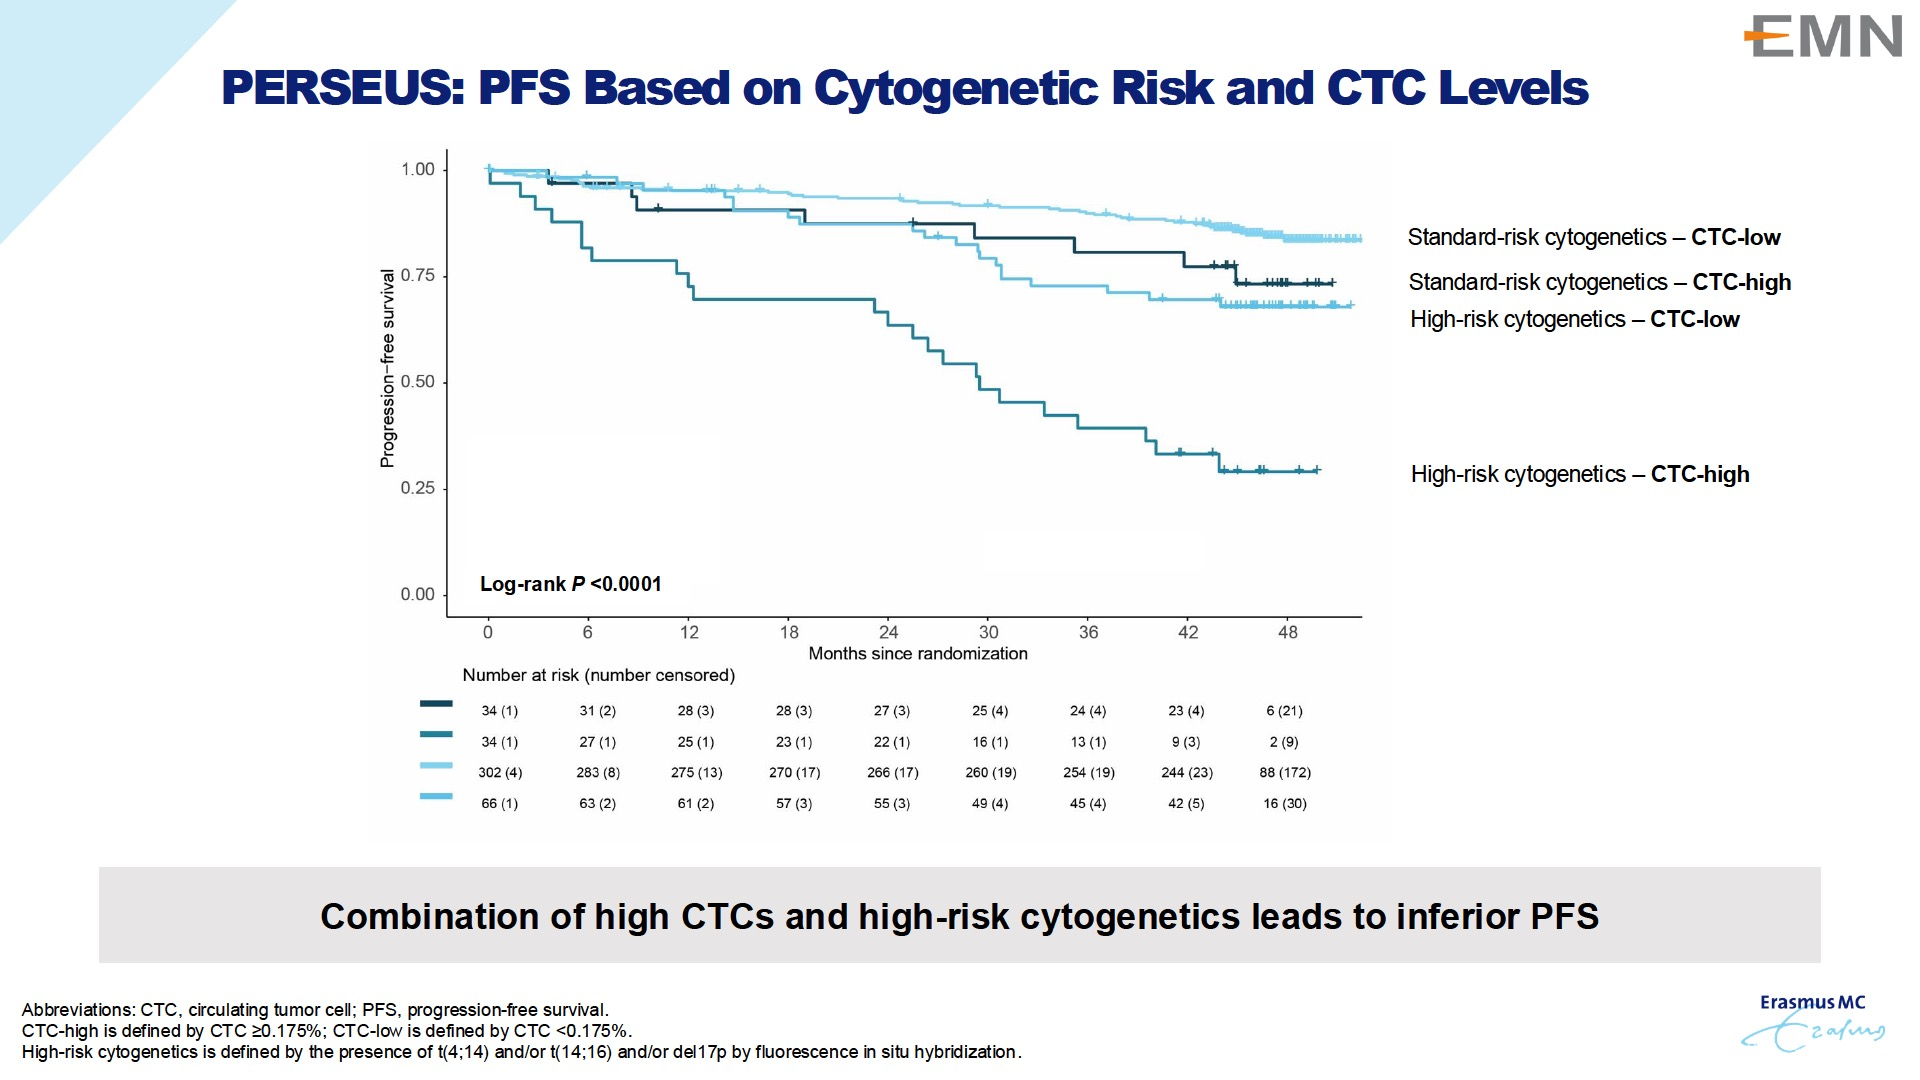 EMN
PERSEUS: PFS Based on Cytogenetic Risk and CTC Levels
1.00
0.75
0.50
0.25
0.00
Progression−free survival
Log-rank P <0.0001
0 6 12 18 24 30 36 42 48
Months since randomization
Standard-risk cytogenetics – CTC-low
Standard-risk cytogenetics – CTC-high
High-risk cytogenetics – CTC-low
High-risk cytogenetics – CTC-high
Number at risk (number censored)
34 (1) 31 (2) 28 (3) 28 (3) 27 (3) 25 (4) 24 (4) 23 (4) 6 (21)
34 (1) 27 (1) 25 (1) 23 (1) 22 (1) 16 (1) 13 (1) 9 (3) 2 (9)
302 (4) 283 (8) 275 (13) 270 (17) 266 (17) 260 (19) 254 (19) 244 (23) 88 (172)
66 (1) 63 (2) 61 (2) 57 (3) 55 (3) 49 (4) 45 (4) 42 (5) 16 (30)
Combination of high CTCs and high-risk cytogenetics leads to inferior PFS
Abbreviations: CTC, circulating tumor cell; PFS, progression-free survival.
CTC-high is defined by CTC ≥0.175%; CTC-low is defined by CTC <0.175%.
High-risk cytogenetics is defined by the presence of t(4;14) and/or t(14;16) and/or del17p by fluorescence in situ hybridization.
Erasmus MC
Erasmus